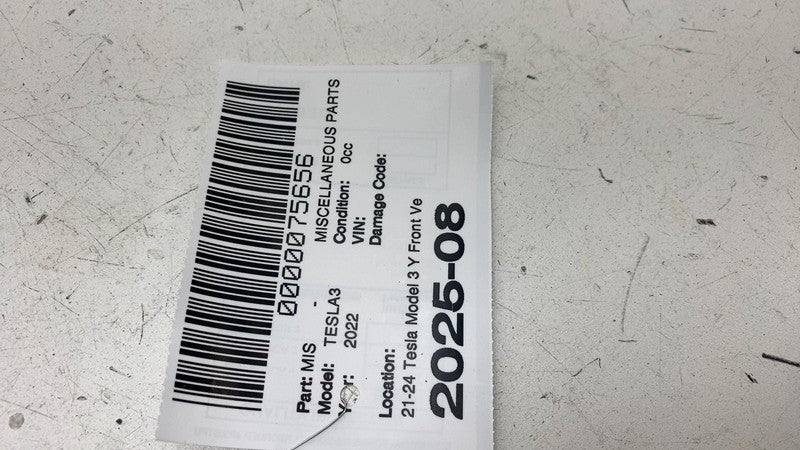 0000075656
Part: MIS - MISCELLANEOUS PARTS
Model: TESLA3 Condition: 0cc
Year: 2022 VIN:
Damage Code:
Location:
21-24 Tesla Model 3 Y Front Ve
2025-08